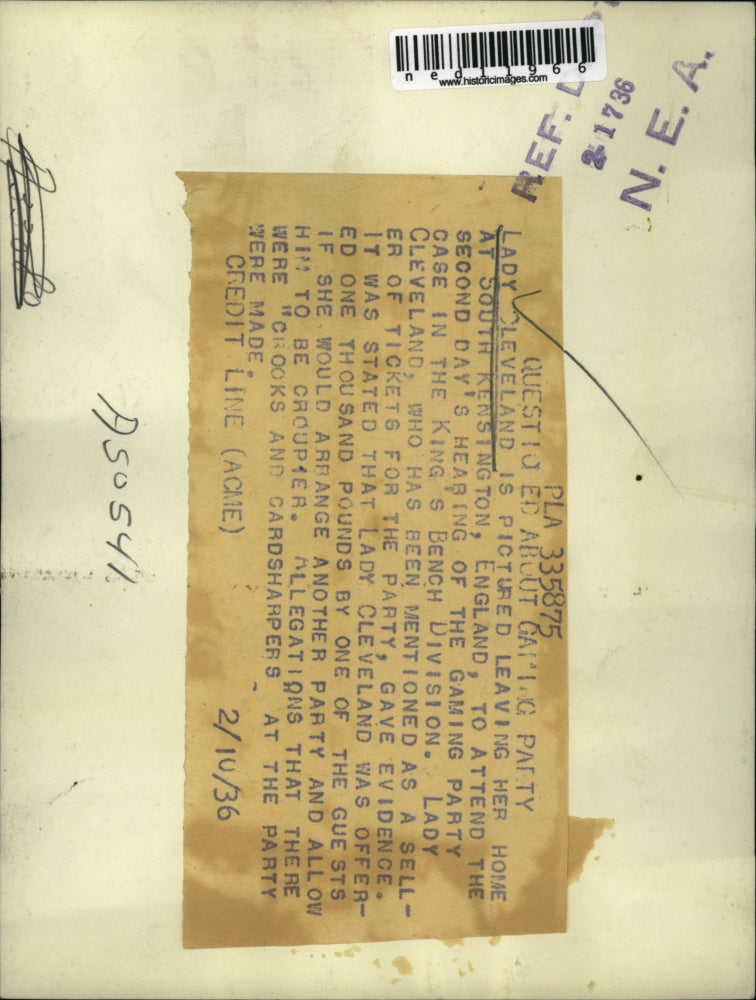 ned11966
www.historicimages.com
REF. D
2-1736
N. E. A.
PLA 335875
QUESTIO ED ABOUT GAMING PARTY
LADY CLEVELAND IS PICTURED LEAVING HER HOME
AT SOUTH KENSINGTON, ENGLAND, TO ATTEND THE
SECOND DAY'S HEARING OF THE GAMING PARTY
CASE IN THE KING'S BENCH DIVISION. LADY
CLEVELAND, WHO HAS BEEN MENTIONED AS A SELL-
ER OF TICKETS FOR THE PARTY, GAVE EVIDENCE.
IT WAS STATED THAT LADY CLEVELAND WAS OFFER-
ED ONE THOUSAND POUNDS BY ONE OF THE GUESTS
IF SHE WOULD ARRANGE ANOTHER PARTY AND ALLOW
HIM TO BE CROUPIER. ALLEGATIONS THAT THERE
WERE "CROOKS AND CARDSHARPERS AT THE PARTY
WERE MADE.
CREDIT LINE (ACME) 2/10/36
A50541